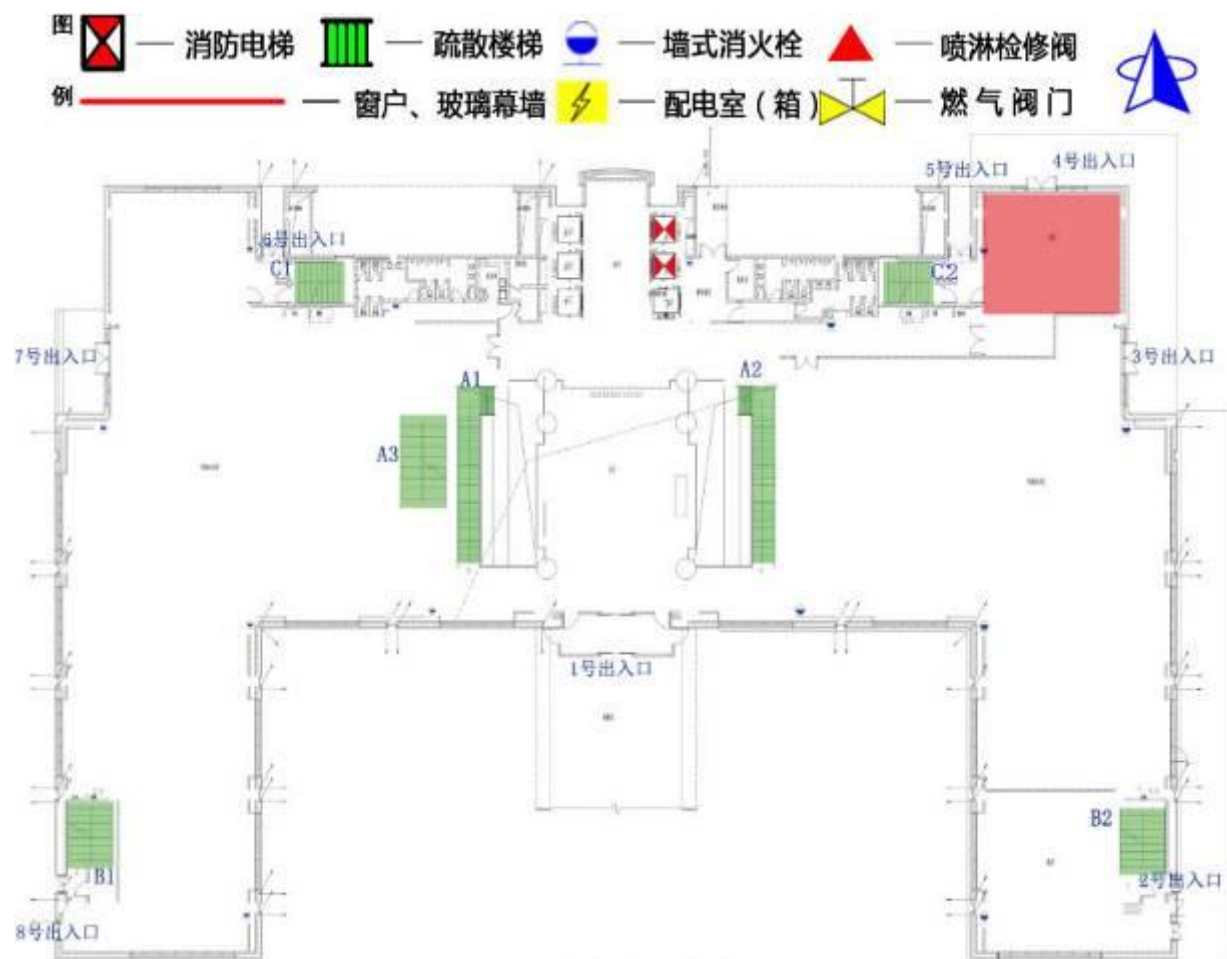 图 — 消防电梯 — 疏散楼梯 — 墙式消火栓 — 喷淋检修阀
例 — 窗户、玻璃幕墙 — 配电室（箱） — 燃气阀门
5号出入口
4号出入口
6号出入口
C1
C2
7号出入口
3号出入口
A1
A2
A3
1号出入口
B2
B1
2号出入口
8号出入口